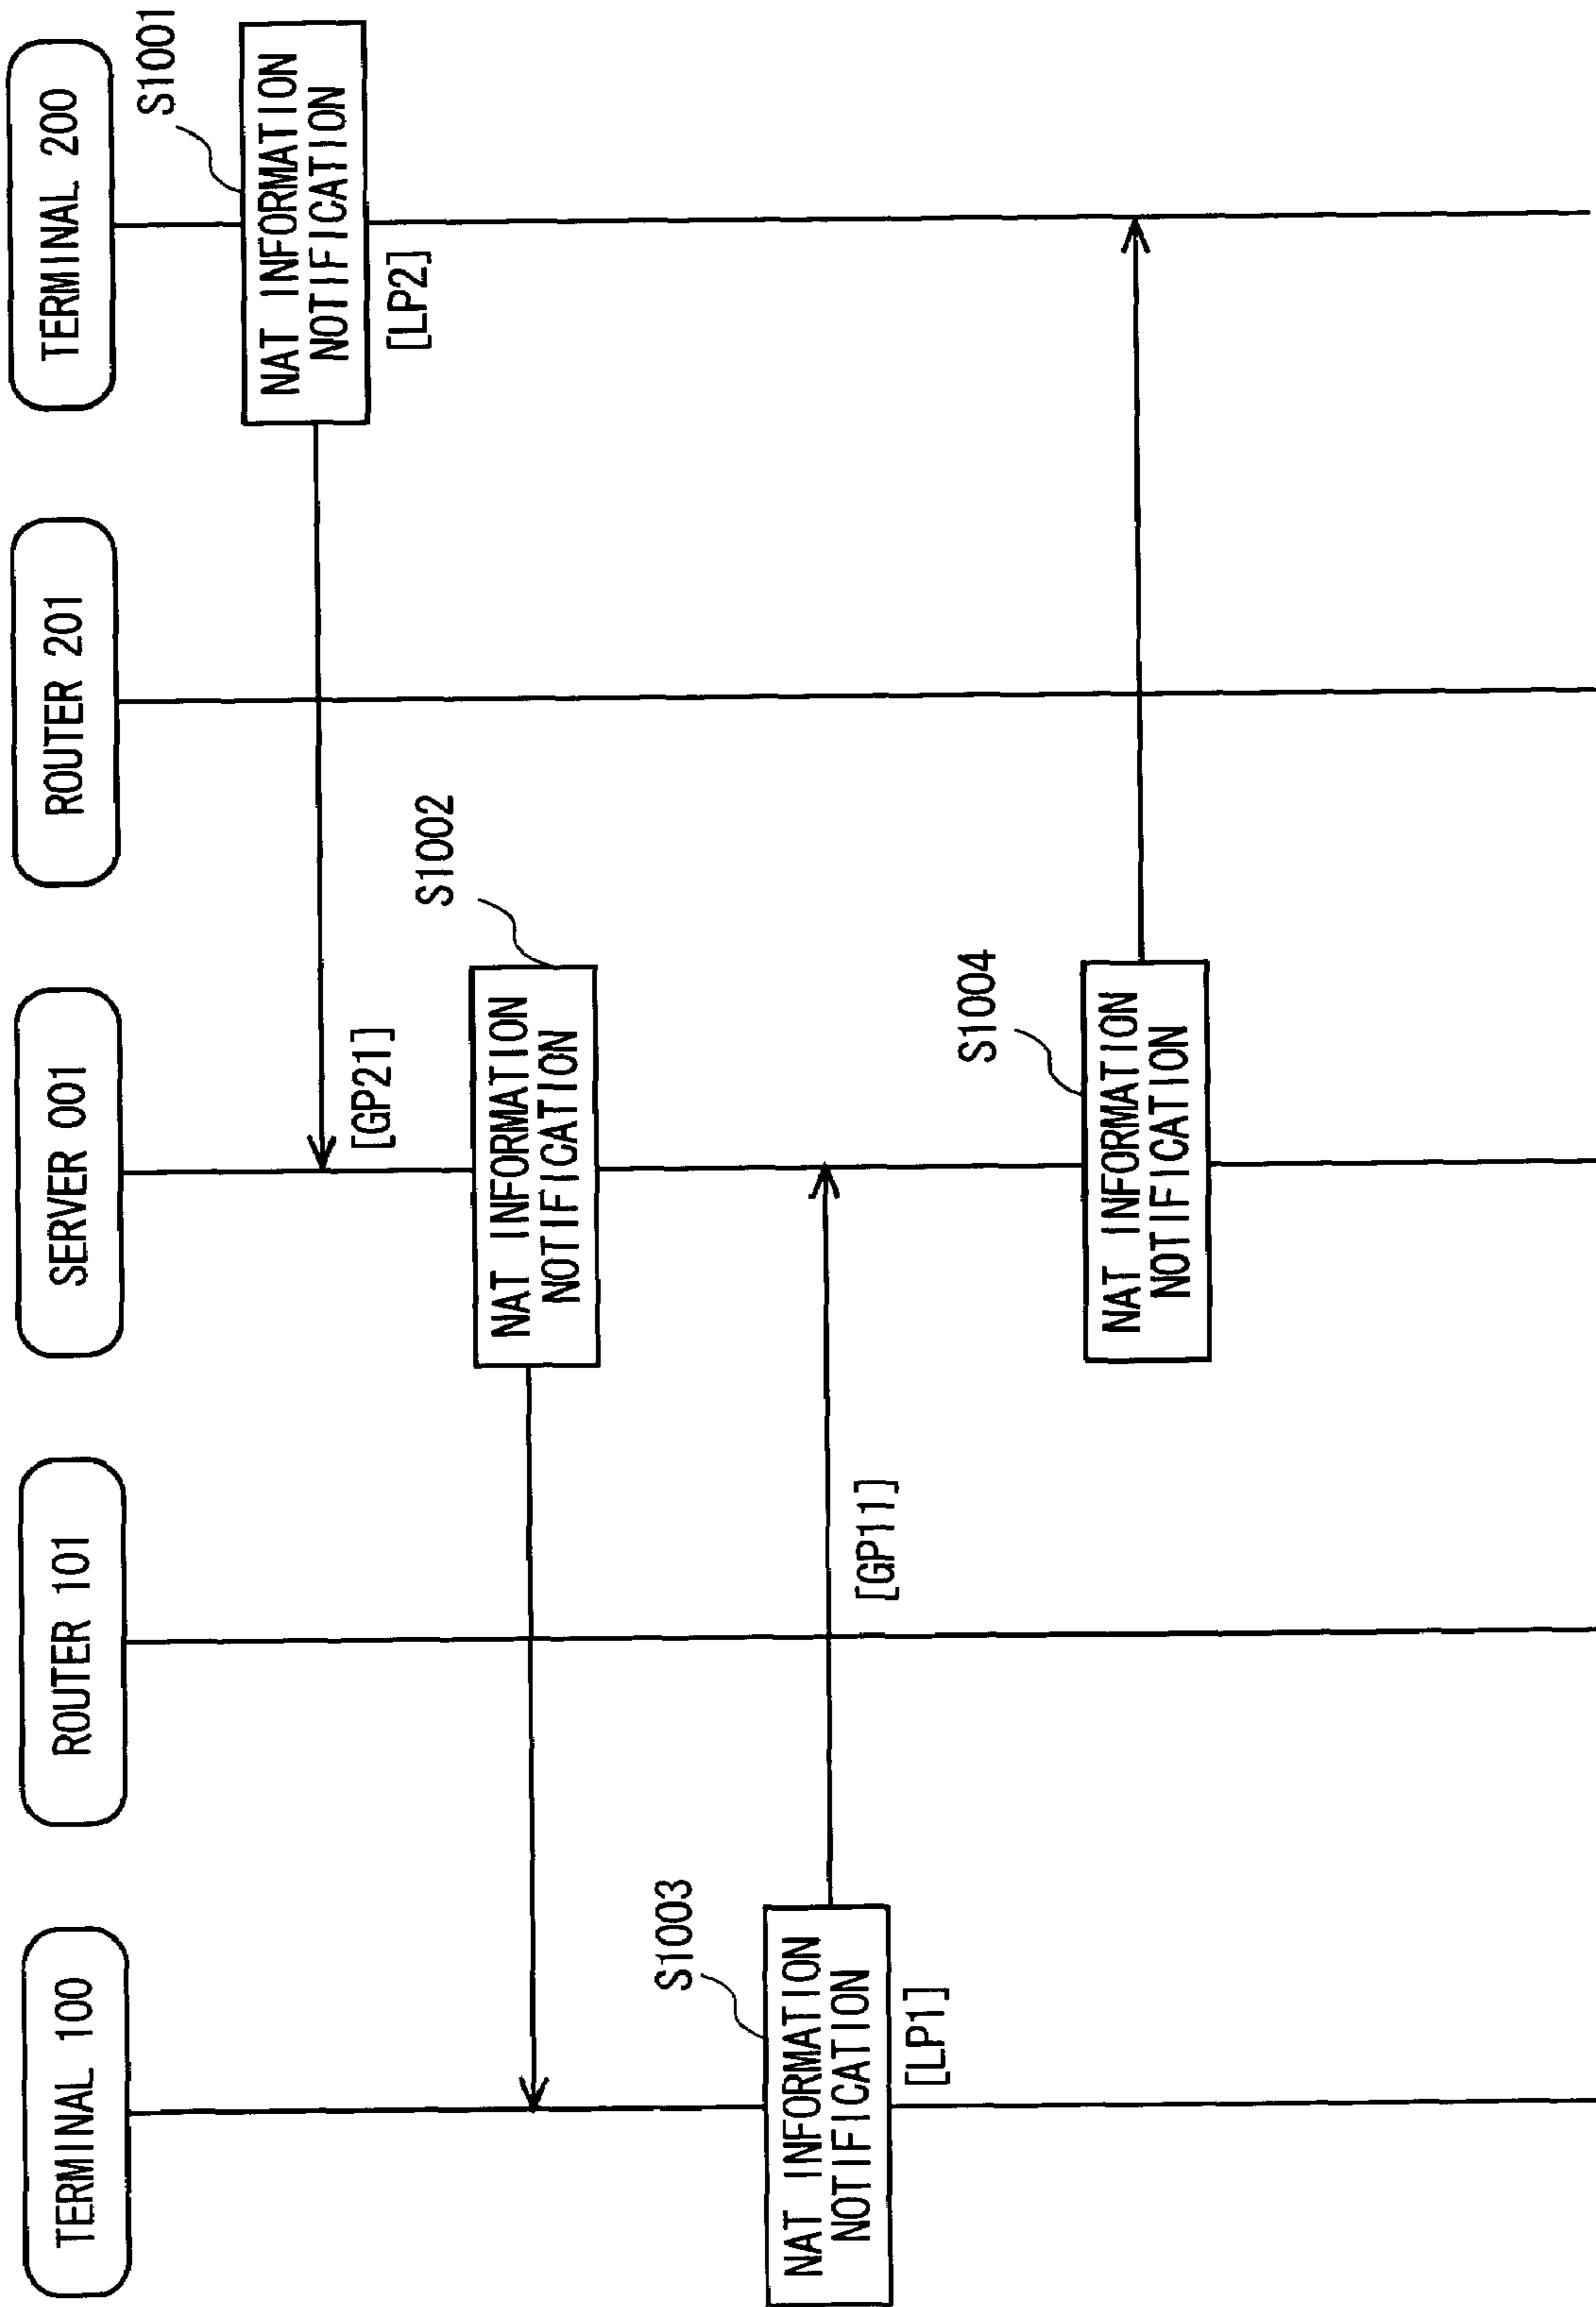 TERMINAL 100
ROUTER 101
SERVER 001
ROUTER 201
TERMINAL 200
S1001
NAT INFORMATION
NOTIFICATION
[LP2]
[GP21]
S1002
NAT INFORMATION
NOTIFICATION
S1003
NAT INFORMATION
NOTIFICATION
[LP1]
[GP11]
S1004
NAT INFORMATION
NOTIFICATION